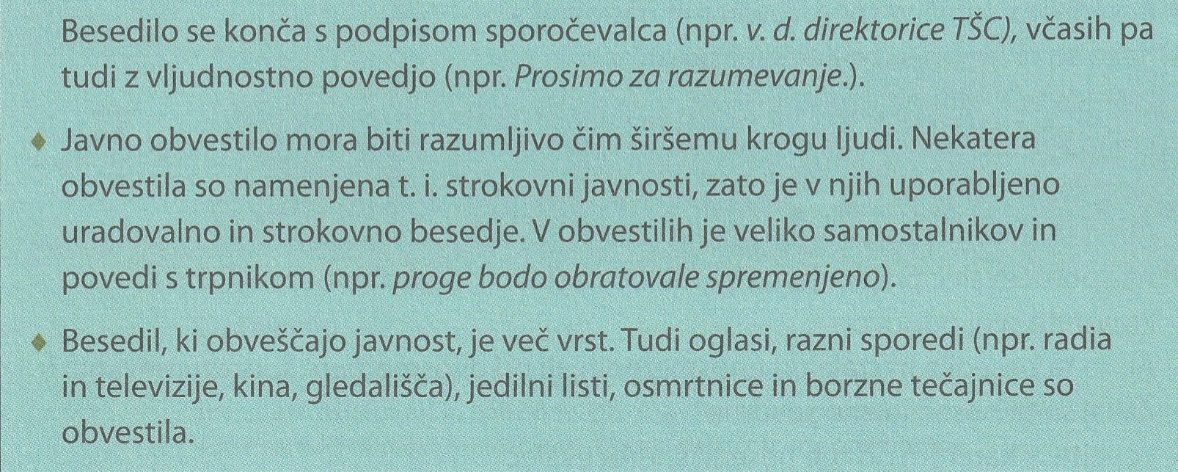 Besedilo se konča s podpisom sporočevalca (npr. v. d. direktorice TŠC), včasih pa
tudi z vljudnostno povedjo (npr. Prosimo za razumevanje.).
Javno obvestilo mora biti razumljivo čim širšemu krogu ljudi. Nekatera
obvestila so namenjena t. i. strokovni javnosti, zato je v njih uporabljeno
uradovalno in strokovno besedje. V obvestilih je veliko samostalnikov in
povedi s trpnikom (npr. proge bodo obratovale spremenjeno).
Besedil, ki obveščajo javnost, je več vrst. Tudi oglasi, razni sporedi (npr. radia
in televizije, kina, gledališča), jedilni listi, osmrtnice in borzne tečajnice so
obvestila.